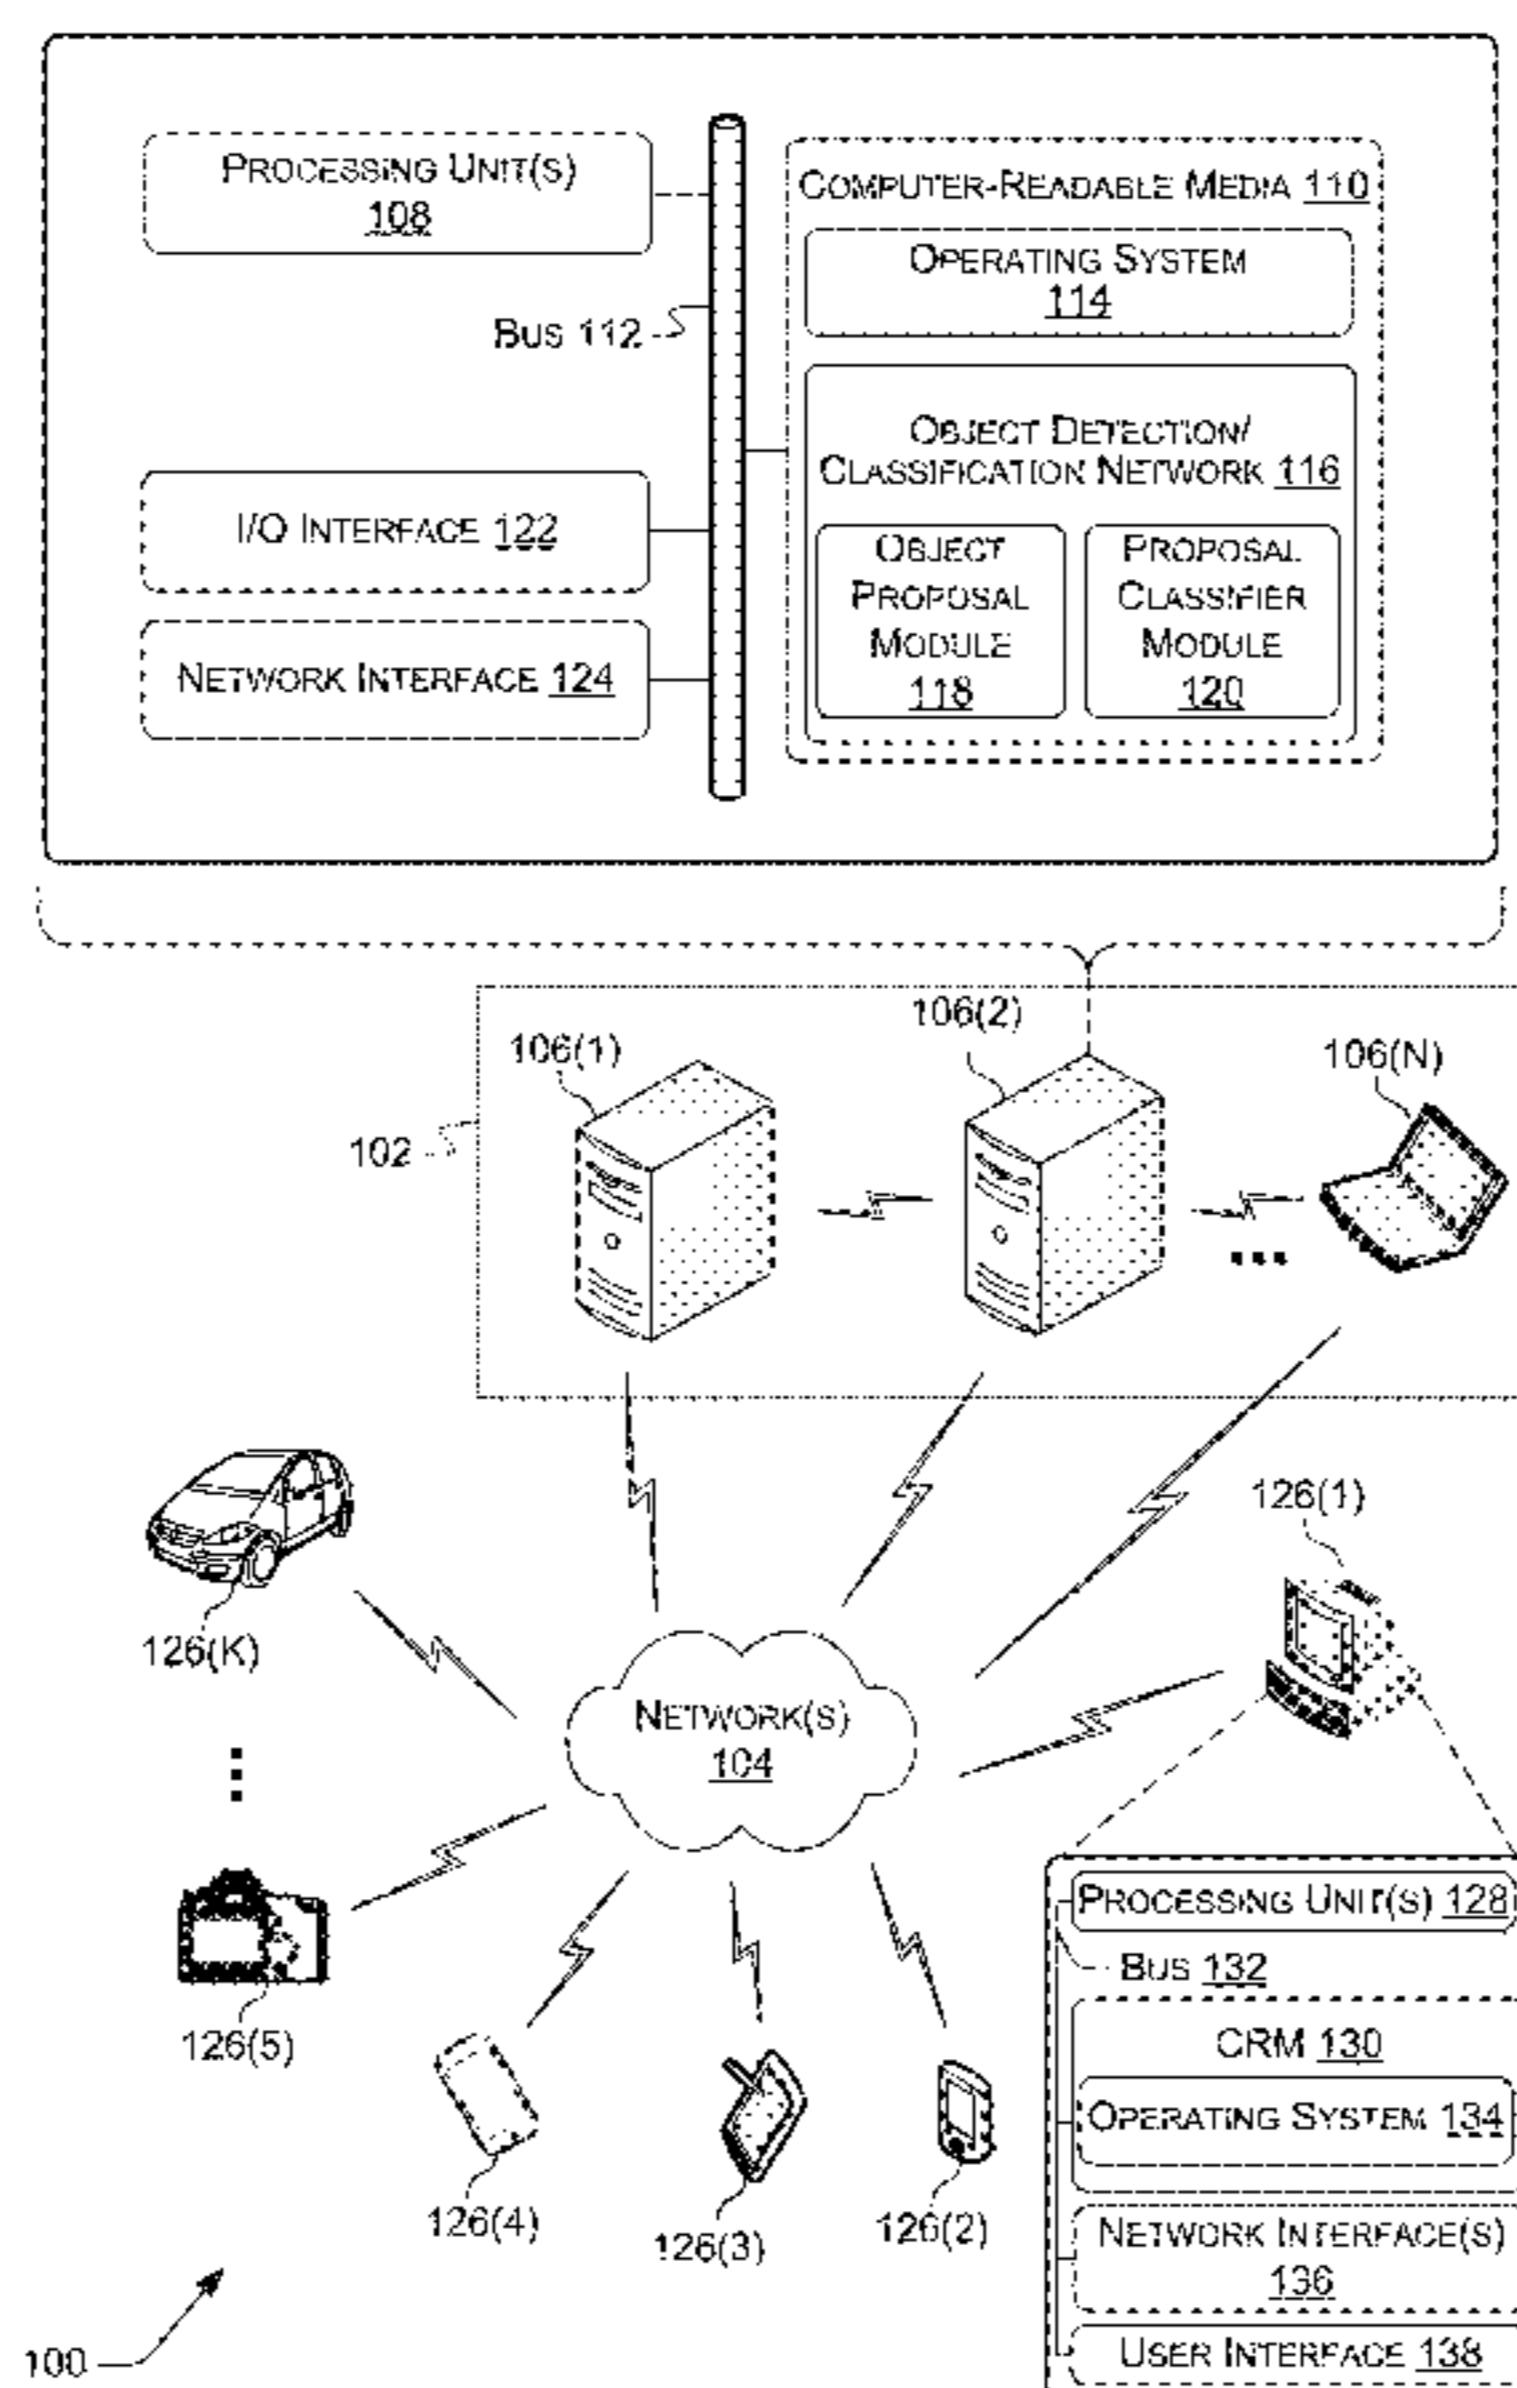 PROCESSING UNIT(S)
108
BUS 112
I/O INTERFACE 122
NETWORK INTERFACE 124
COMPUTER-READABLE MEDIA 110
OPERATING SYSTEM
114
OBJECT DETECTION/
CLASSIFICATION NETWORK 116
OBJECT
PROPOSAL
MODULE
118
PROPOSAL
CLASSIFIER
MODULE
120
106(1)
106(2)
106(N)
102
126(K)
126(1)
NETWORK(S)
104
126(5)
126(4)
126(3)
126(2)
PROCESSING UNIT(S) 128
BUS 132
CRM 130
OPERATING SYSTEM 134
NETWORK INTERFACE(S)
136
USER INTERFACE 138
100